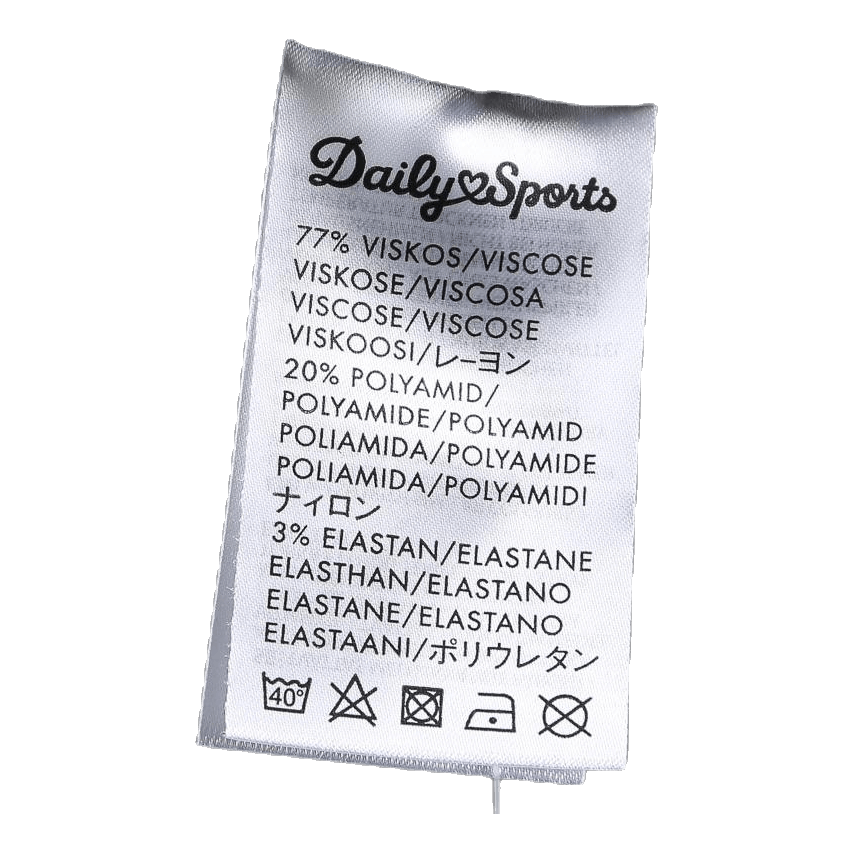 Daily Sports
77% VISKOS/VISCOSE
VISKOSE/VISCOSA
VISCOSE/VISCOSE
VISKOOSI/レーヨン
20% POLYAMID/
POLYAMIDE/POLYAMID
POLIAMIDA/POLYAMIDE
POLIAMIDA/POLYAMIDI
ナイロン
3% ELASTAN/ELASTANE
ELASTHAN/ELASTANO
ELASTANE/ELASTANO
ELASTAANI/ポリウレタン
40°